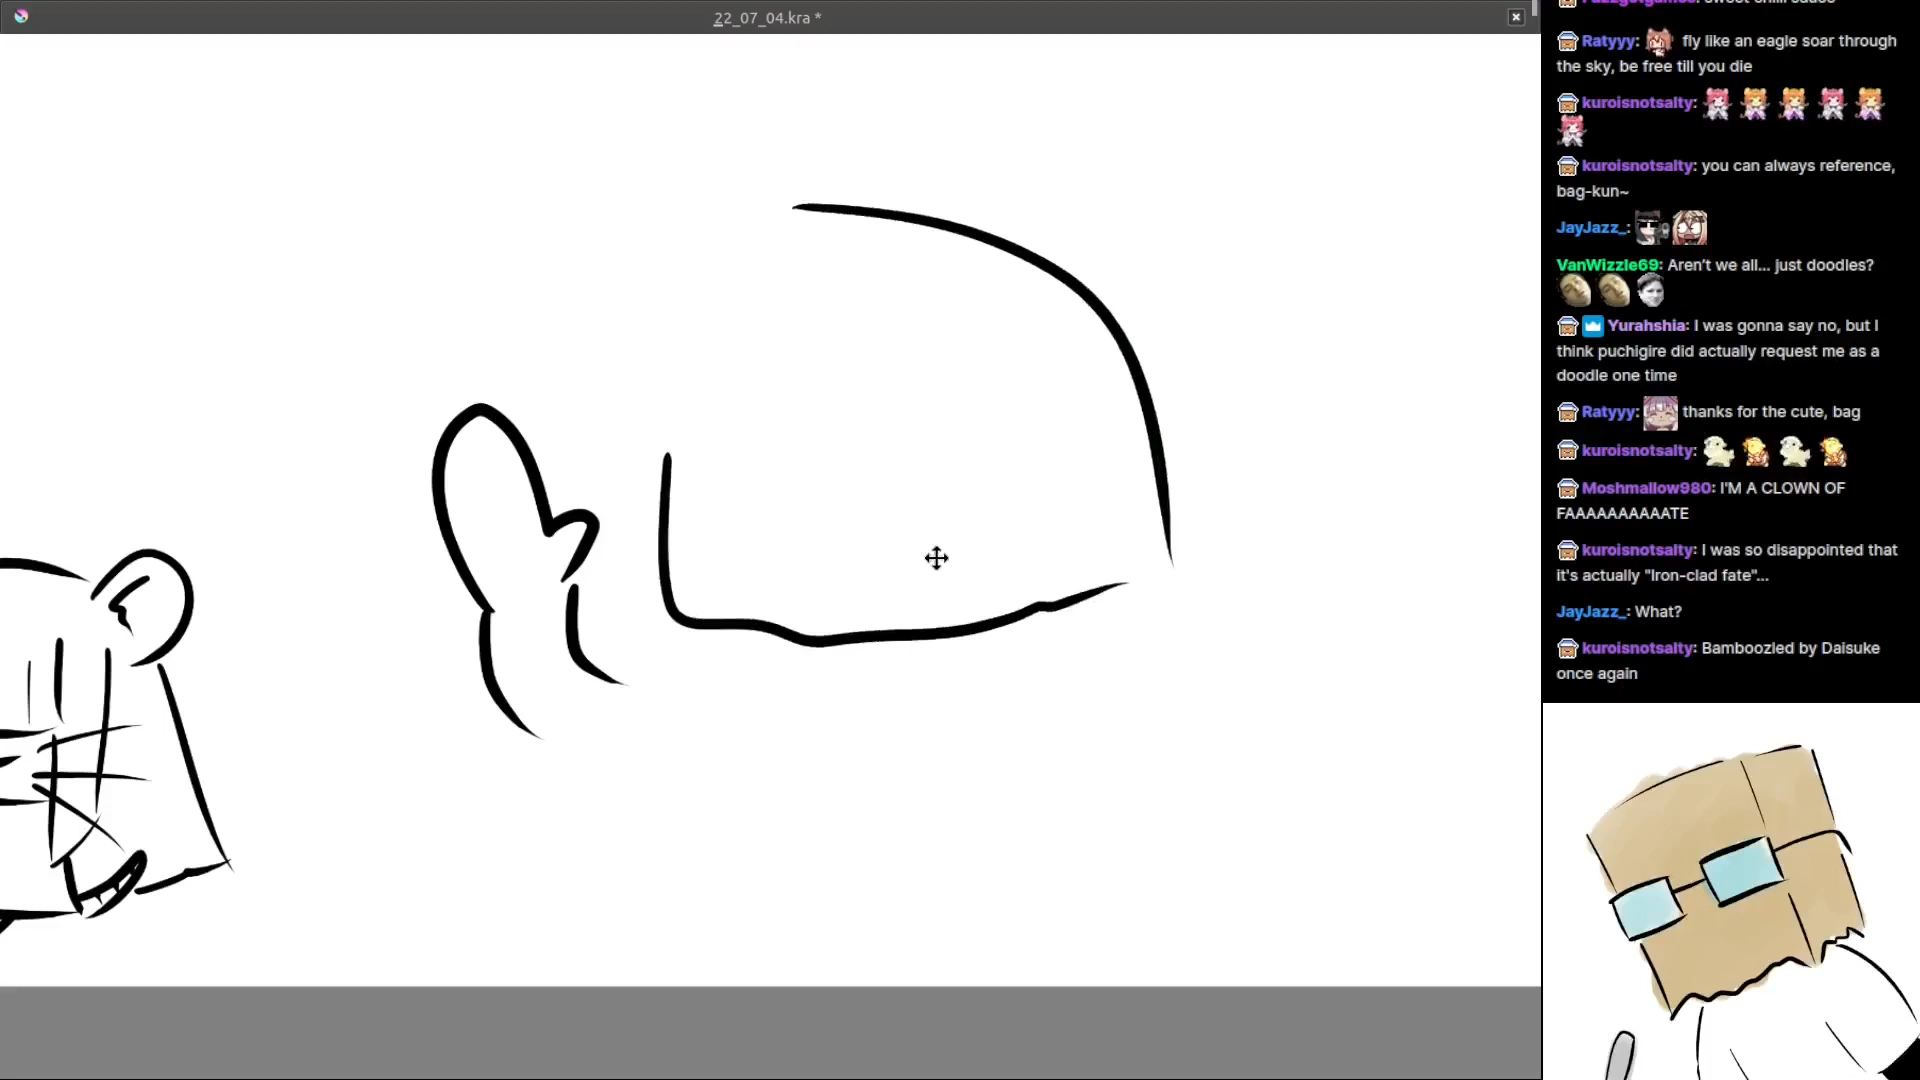 22_07_04.kra *
Ratyyy: fly like an eagle soar through
the sky, be free till you die
kuroisnotsalty:
kuroisnotsalty: you can always reference,
bag-kun~
JayJazz_:
VanWizzle69: Aren't we all... just doodles?
Yurahshia: I was gonna say no, but I
think puchigire did actually request me as a
doodle one time
Ratyyy: thanks for the cute, bag
kuroisnotsalty:
Moshmallow980: I'M A CLOWN OF
FAAAAAAAAAATE
kuroisnotsalty: I was so disappointed that
it's actually "Iron-clad fate"...
JayJazz_: What?
kuroisnotsalty: Bamboozled by Daisuke
once again